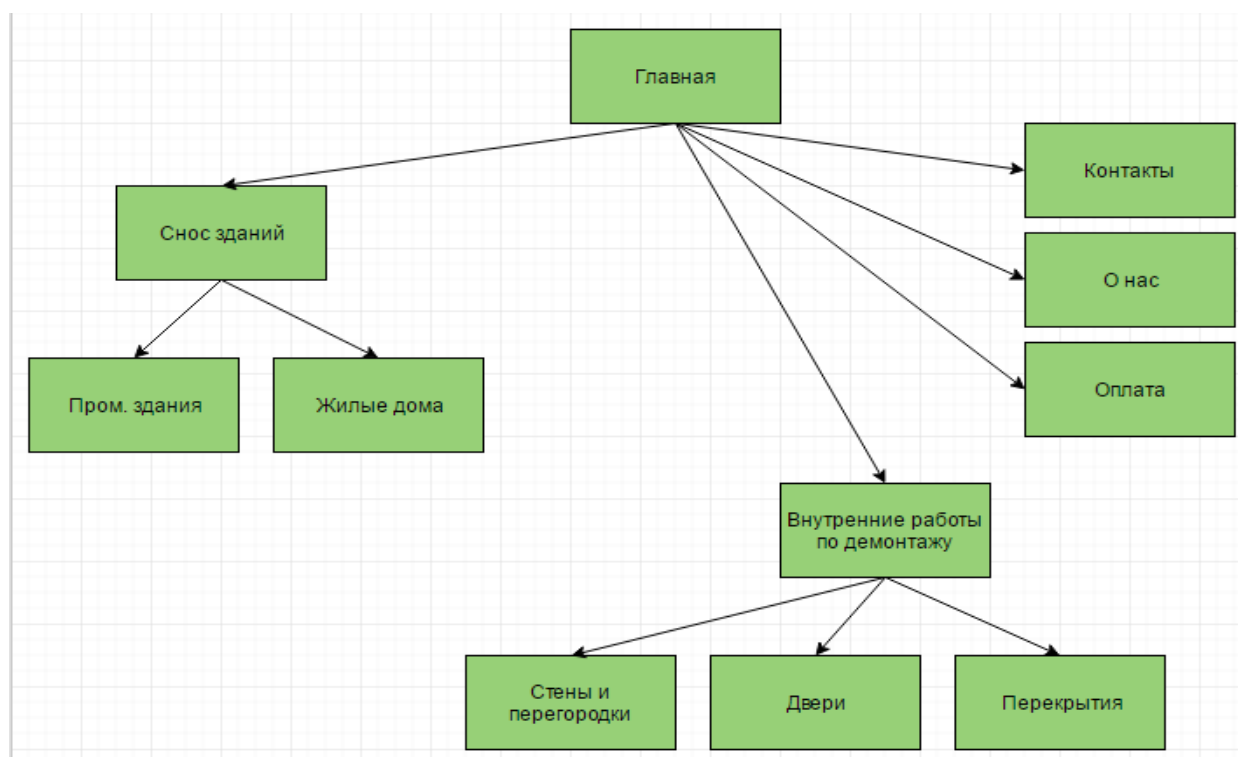 Главная
Контакты
Снос зданий
О нас
Пром. здания
Жилые дома
Оплата
Внутренние работы
по демонтажу
Стены и
перегородки
Двери
Перекрытия